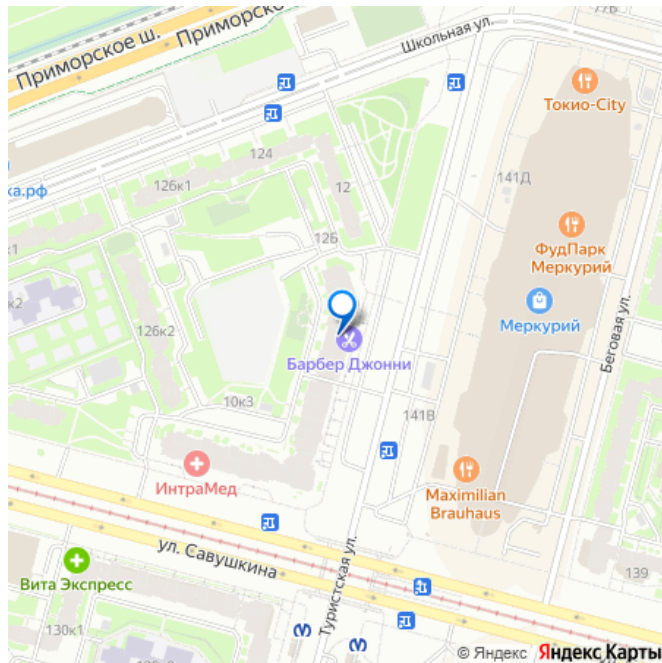 77Б
Приморское ш.
Приморско
Школьная ул.
Токио-City
124
141Д
126к1
12
ка.рф
12Б
ФудПарк
Меркурий
к1
к2
Меркурий
126к2
Барбер Джонни
Беговая ул.
10к3
141В
ИнтраМед
Maximilian
Brauhaus
ул. Савушкина
Туристская ул.
Вита Экспресс
139
130к1
© Яндекс Яндекс Карты